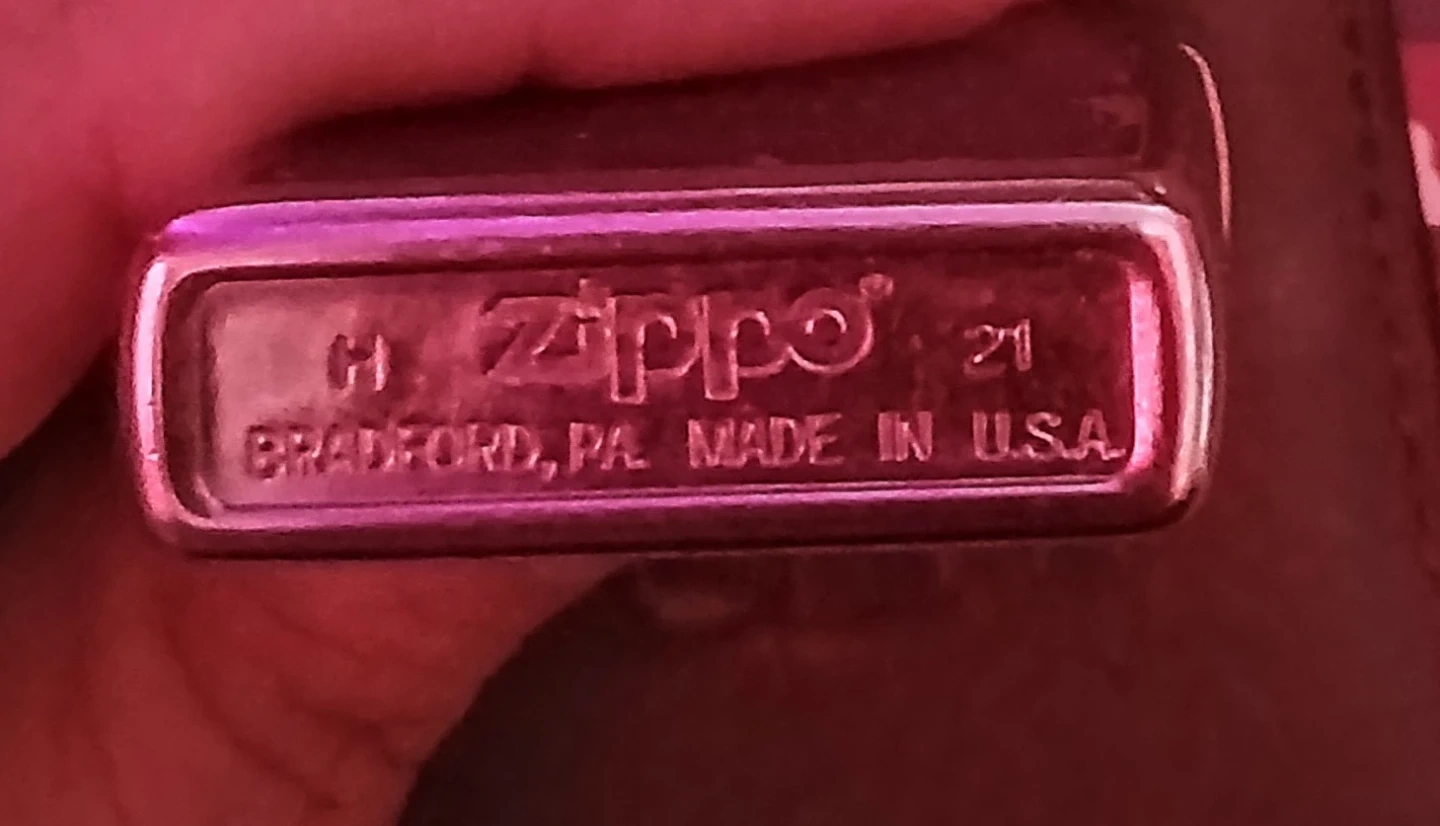 H zippo® 21
BRADFORD, PA. MADE IN U.S.A.